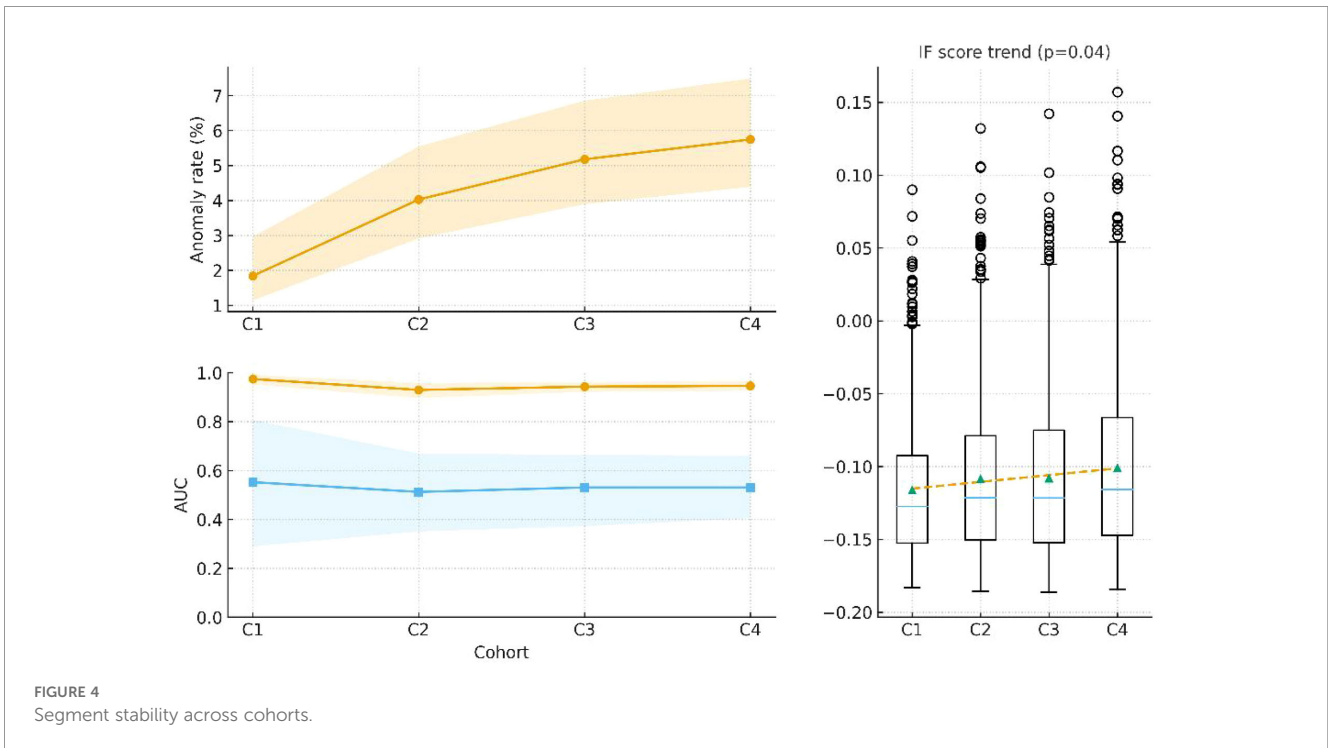 Anomaly rate (%)
7
6
5
4
3
2
1
C1 C2 C3 C4
AUC
1.0
0.8
0.6
0.4
0.2
0.0
C1 C2 C3 C4
Cohort
IF score trend (p=0.04)
0.15
0.10
0.05
0.00
−0.05
−0.10
−0.15
−0.20
C1 C2 C3 C4
FIGURE 4
Segment stability across cohorts.